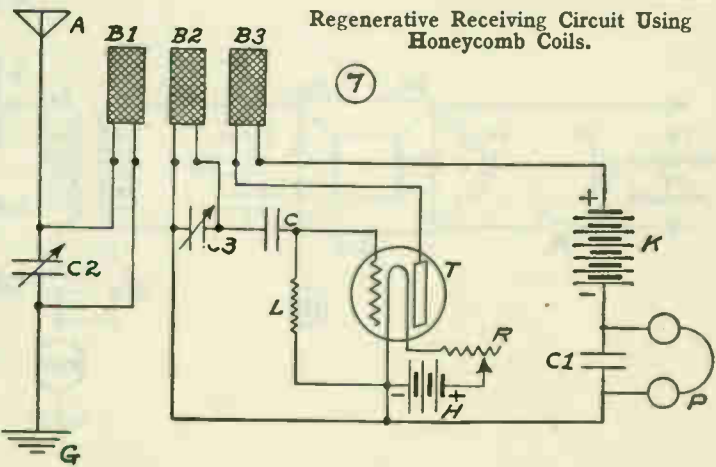 Regenerative Receiving Circuit Using
Honeycomb Coils.
7
A
B1 B2 B3
C2
C3
C
L
T
R
- H +
+
K
-
C1
P
G